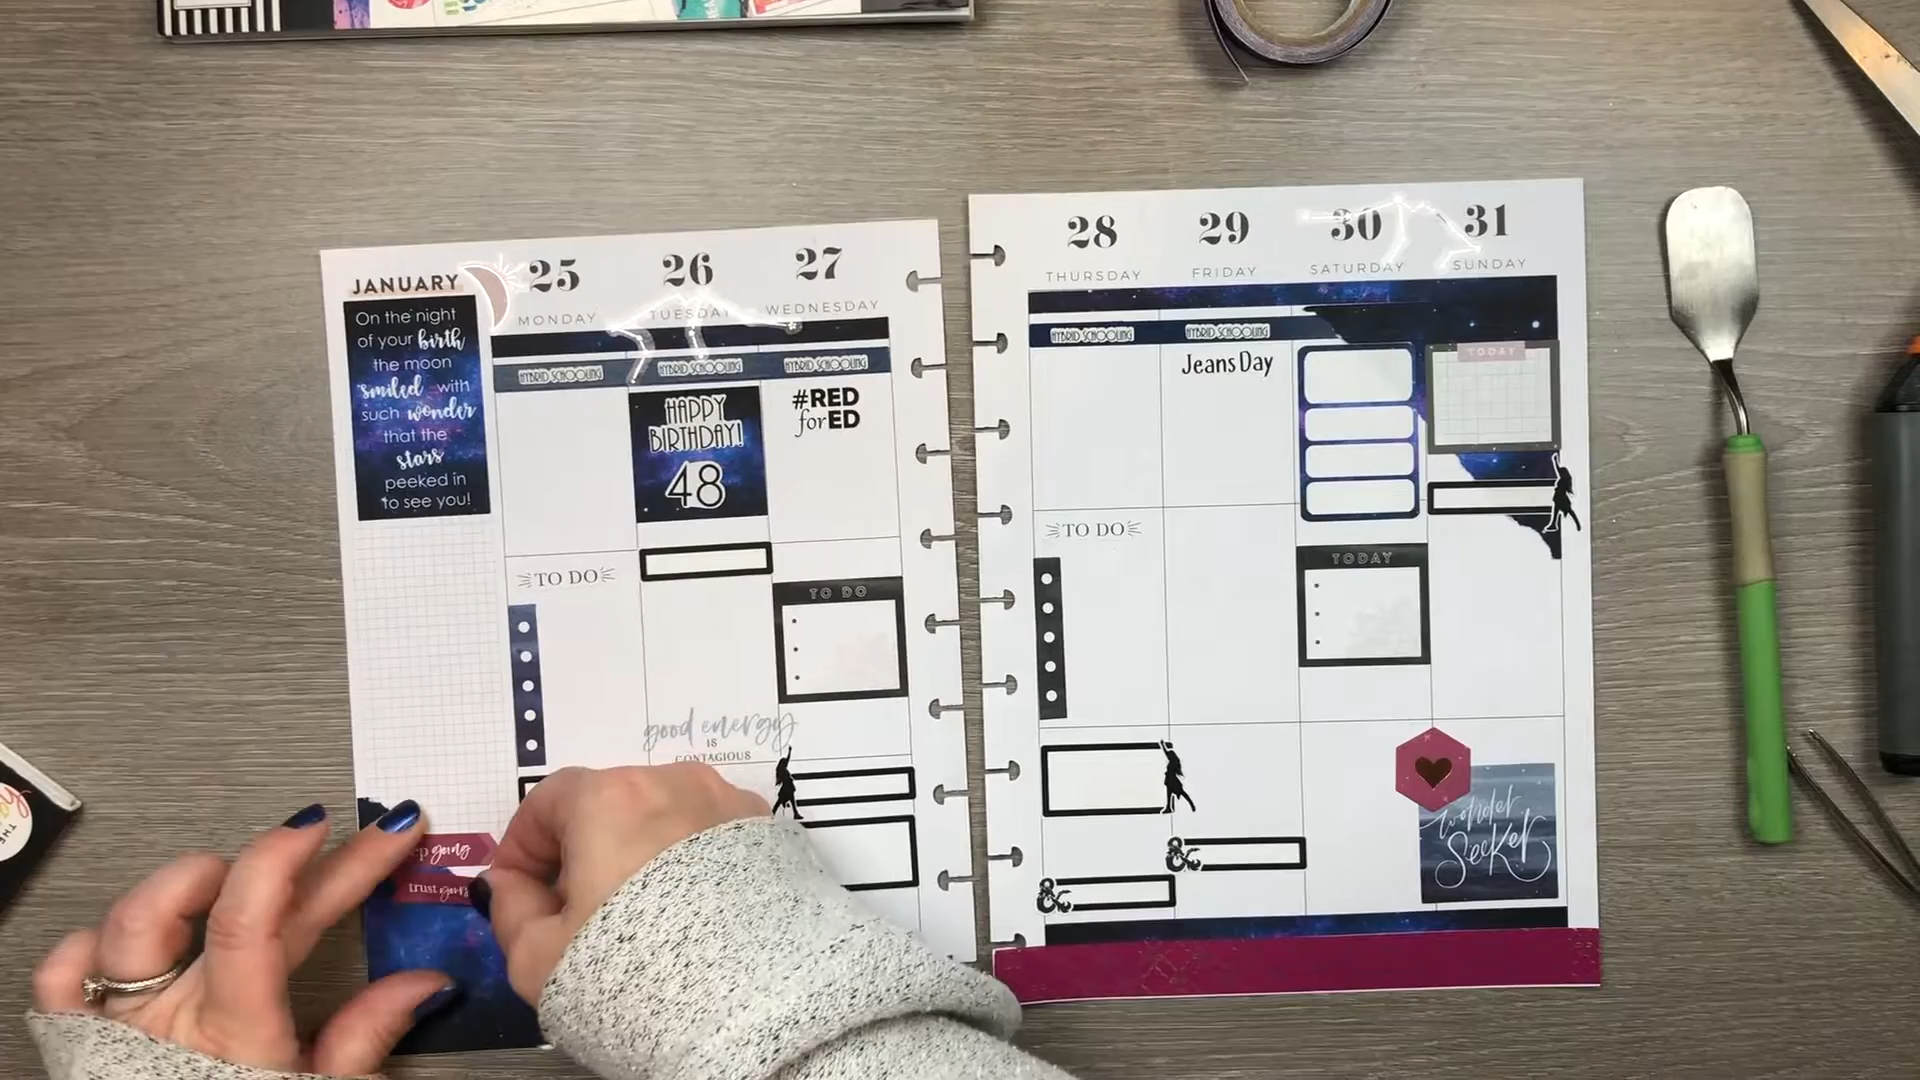 JANUARY
On the night
of your birth
the moon
smiled with
such wonder
that the
stars
peeked in
to see you!
going
trust
25
MONDAY
HYBRID SCHOOLING
TO DO
26
TUESDAY
HYBRID SCHOOLING
HAPPY
BIRTHDAY!
48
good energy
IS
CONTAGIOUS
27
WEDNESDAY
HYBRID SCHOOLING
#RED
forED
TO DO
28
THURSDAY
HYBRID SCHOOLING
TO DO
29
FRIDAY
HYBRID SCHOOLING
Jeans Day
30
SATURDAY
TODAY
31
SUNDAY
TODAY
wonder
Seeker
THE